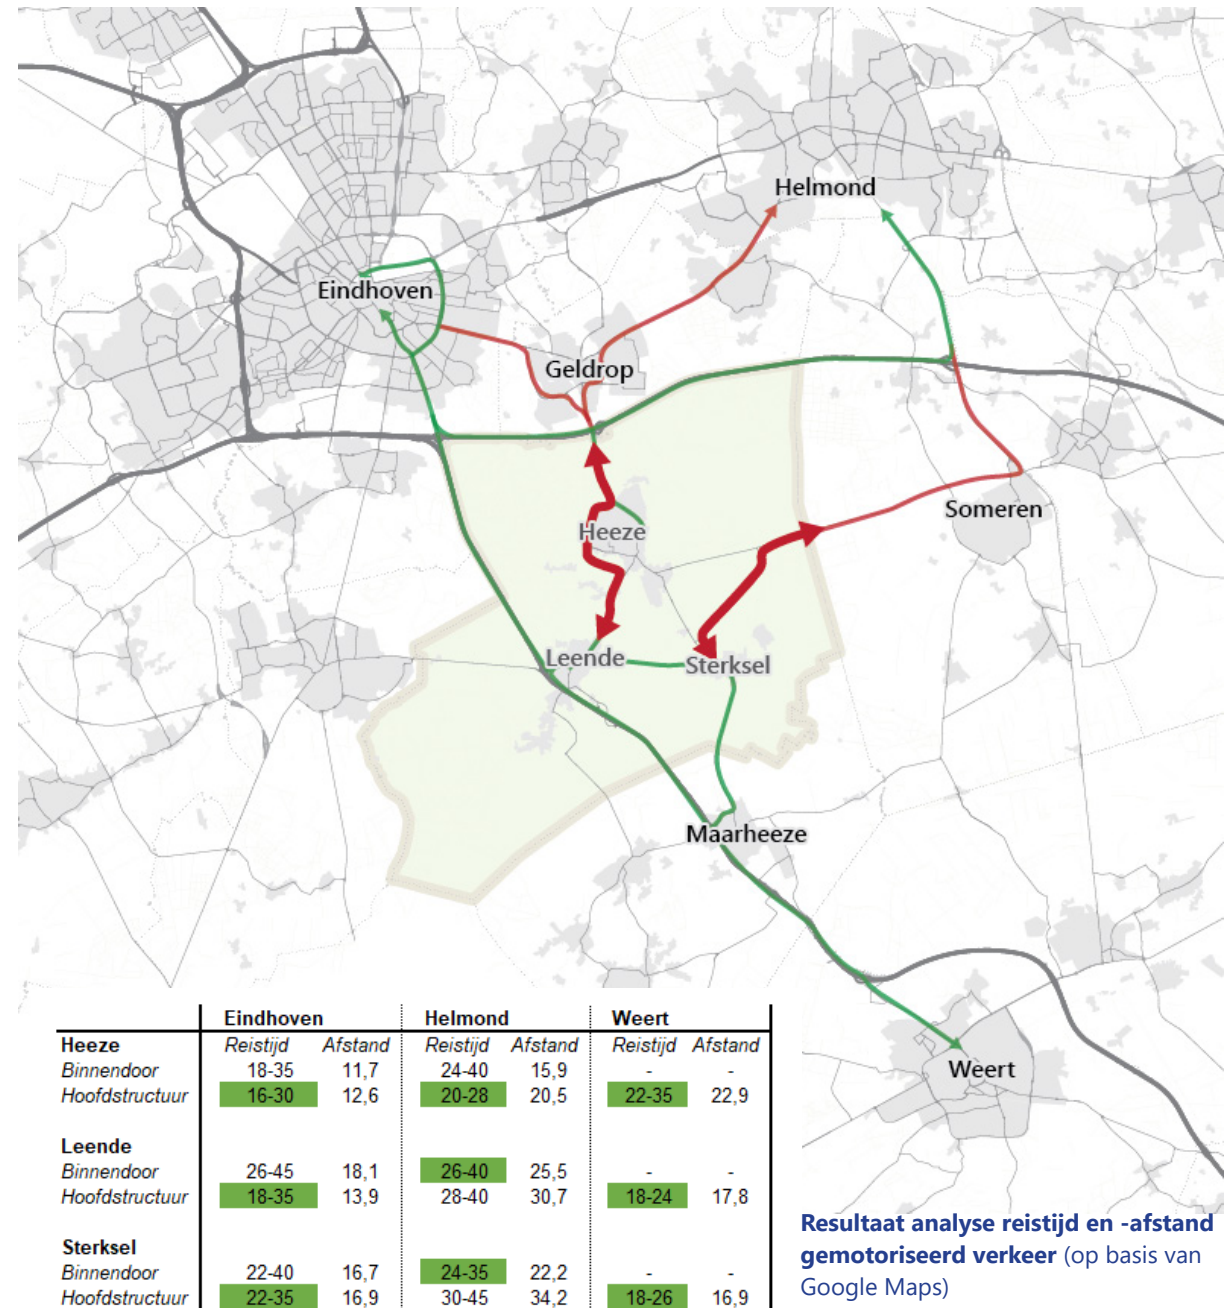 Helmond
Eindhoven
Geldrop
Someren
Heeze
Leende
Sterksel
Maarheeze
Weert
Eindhoven Helmond Weert
Heeze Reistijd Afstand Reistijd Afstand Reistijd Afstand
Binnendoor 18-35 11,7 24-40 15,9 - -
Hoofdstructuur 16-30 12,6 20-28 20,5 22-35 22,9
Leende
Binnendoor 26-45 18,1 26-40 25,5 - -
Hoofdstructuur 18-35 13,9 28-40 30,7 18-24 17,8
Sterksel
Binnendoor 22-40 16,7 24-35 22,2 - -
Hoofdstructuur 22-35 16,9 30-45 34,2 18-26 16,9
Resultaat analyse reistijd en -afstand
gemotoriseerd verkeer (op basis van
Google Maps)